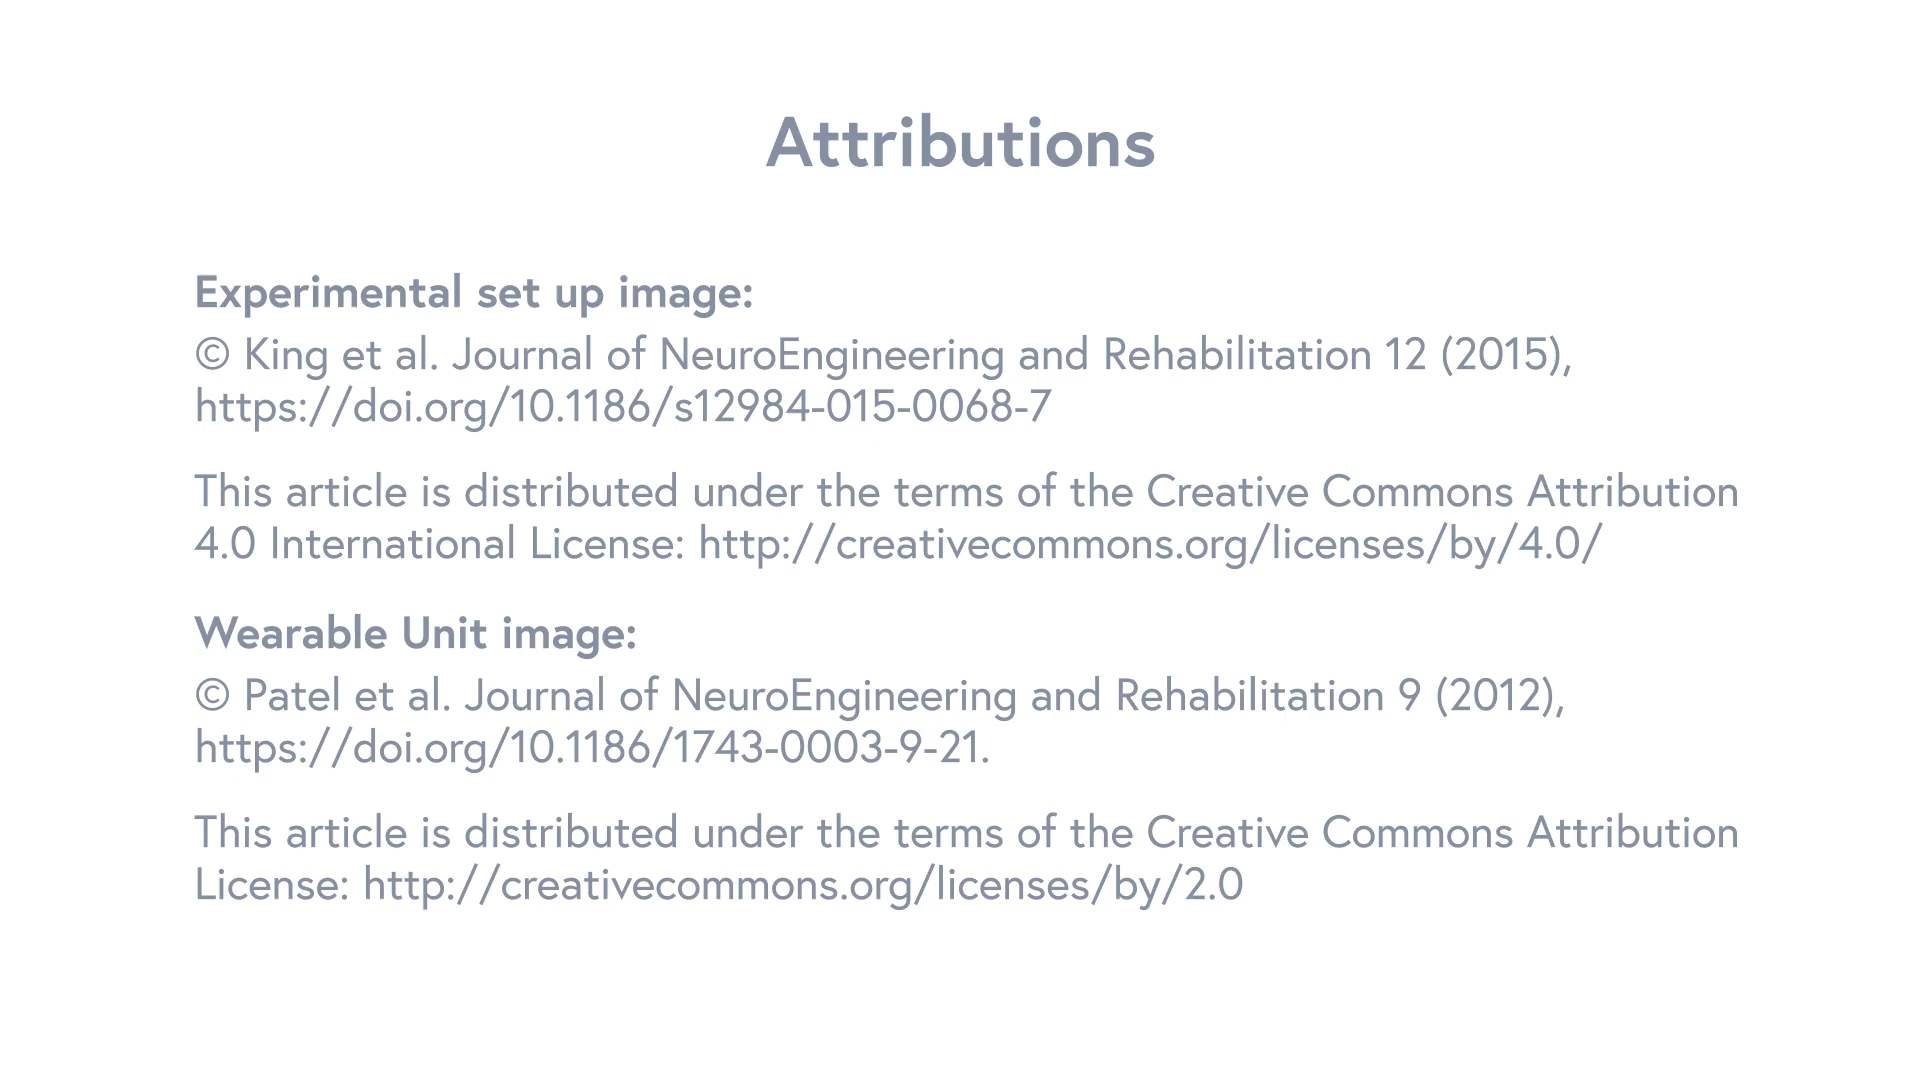 Attributions
Experimental set up image:
© King et al. Journal of NeuroEngineering and Rehabilitation 12 (2015),
https://doi.org/10.1186/s12984-015-0068-7
This article is distributed under the terms of the Creative Commons Attribution
4.0 International License: http://creativecommons.org/licenses/by/4.0/
Wearable Unit image:
© Patel et al. Journal of NeuroEngineering and Rehabilitation 9 (2012),
https://doi.org/10.1186/1743-0003-9-21.
This article is distributed under the terms of the Creative Commons Attribution
License: http://creativecommons.org/licenses/by/2.0